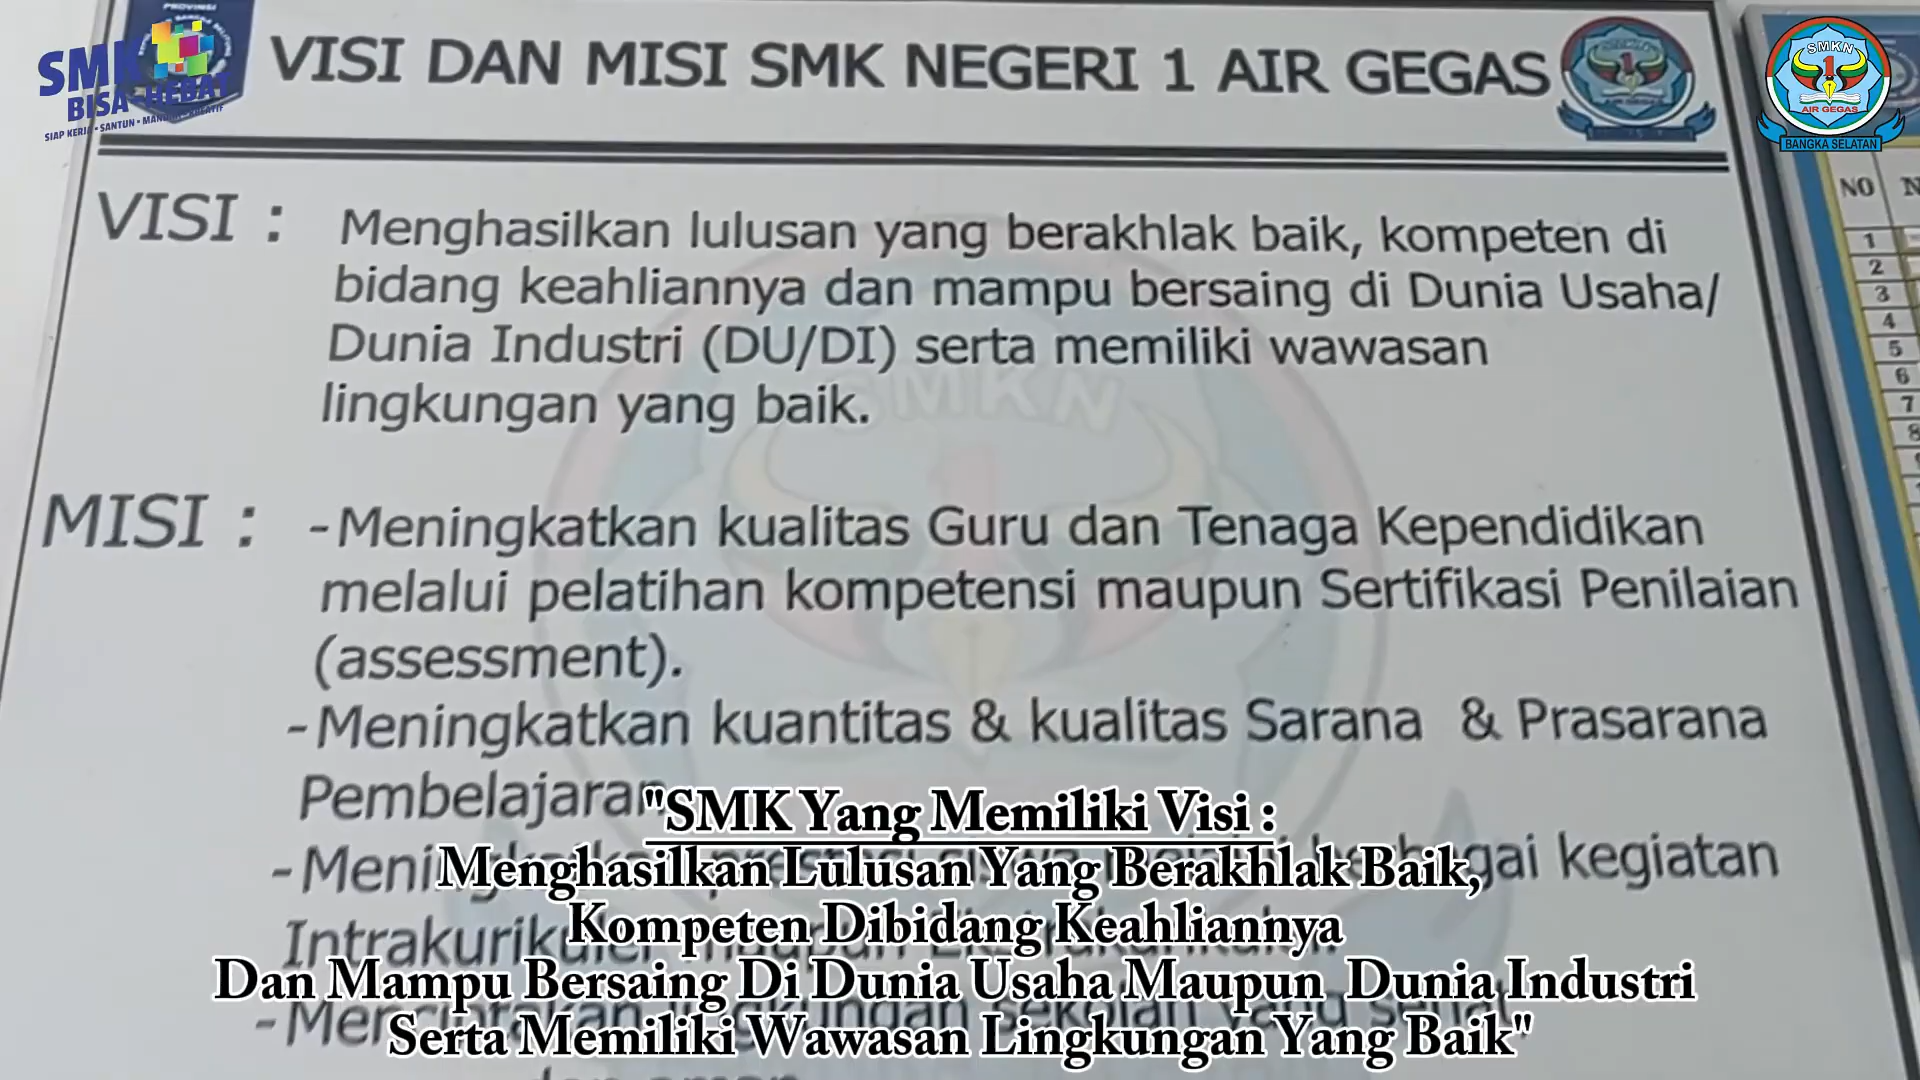 PROVINSI
SMK
BISA-HEBAT
SIAP KERJA • SANTUN • MANDIRI • KREATIF
VISI DAN MISI SMK NEGERI 1 AIR GEGAS
SMKN
1
AIR GEGAS
BANGKA SELATAN
VISI : Menghasilkan lulusan yang berakhlak baik, kompeten di
bidang keahliannya dan mampu bersaing di Dunia Usaha/
Dunia Industri (DU/DI) serta memiliki wawasan
lingkungan yang baik.
SMKN
MISI : -Meningkatkan kualitas Guru dan Tenaga Kependidikan
melalui pelatihan kompetensi maupun Sertifikasi Penilaian
(assessment).
-Meningkatkan kuantitas & kualitas Sarana & Prasarana
Pembelajaran
kegiatan
NO
1
2
3
4
5
6
7
8
"SMK Yang Memiliki Visi :
Menghasilkan Lulusan Yang Berakhlak Baik,
Kompeten Dibidang Keahliannya
Dan Mampu Bersaing Di Dunia Usaha Maupun Dunia Industri
Serta Memiliki Wawasan Lingkungan Yang Baik"